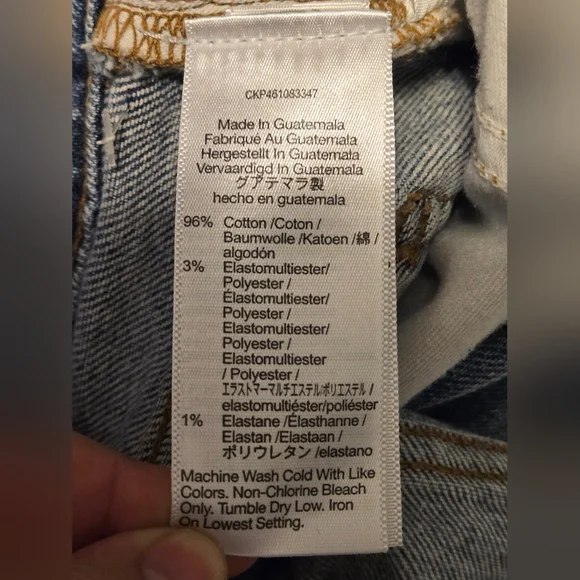 CKP461083347
Made In Guatemala
Fabriqué Au Guatemala
Hergestellt In Guatemala
Vervaardigd In Guatemala
グアテマラ製
hecho en guatemala
96% Cotton /Coton /
Baumwolle /Katoen /綿 /
algodón
3% Elastomultiester/
Polyester /
Élastomultiester/
Polyester /
Elastomultiester/
Polyester /
Elastomultiester
/ Polyester /
エラストマーマルチエステル/ポリエステル /
elastomultiéster/poliéster
1% Elastane /Élasthanne /
Elastan /Elastaan /
ポリウレタン /elastano
Machine Wash Cold With Like
Colors. Non-Chlorine Bleach
Only. Tumble Dry Low. Iron
On Lowest Setting.